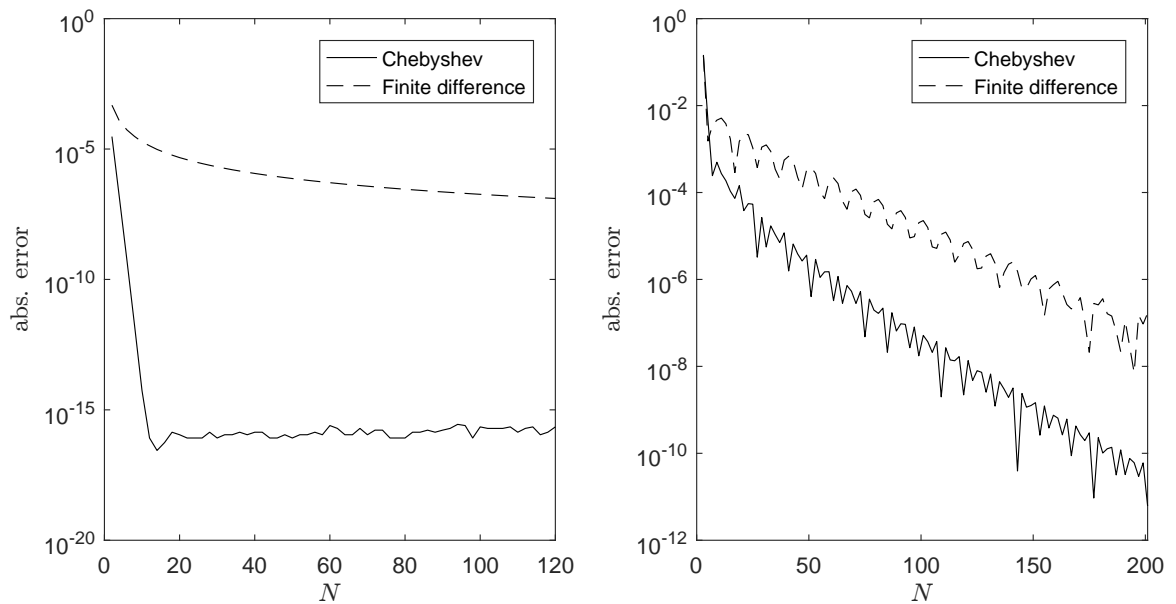 10^0
10^-5
10^-10
10^-15
10^-20
abs. error
0 20 40 60 80 100 120
N
Chebyshev
Finite difference
10^0
10^-2
10^-4
10^-6
10^-8
10^-10
10^-12
abs. error
0 50 100 150 200
N
Chebyshev
Finite difference